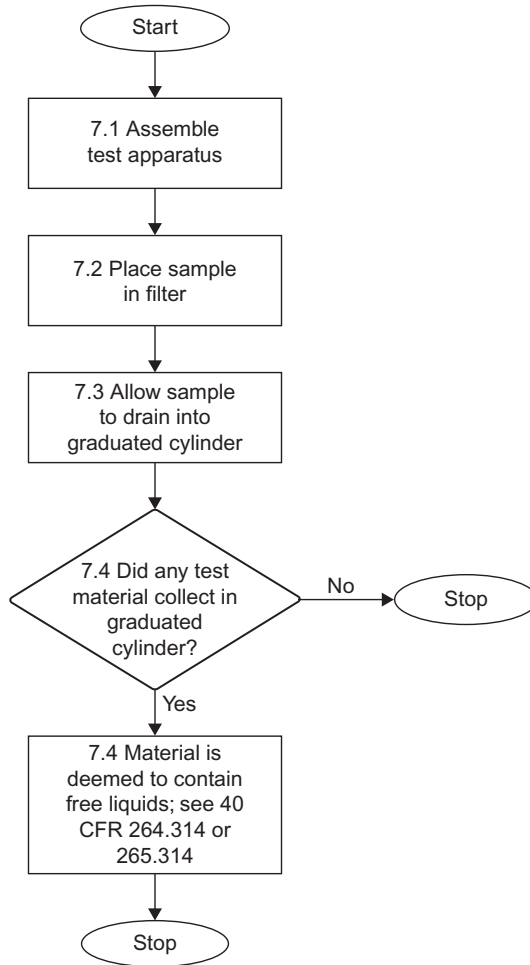 Start
7.1 Assemble
test apparatus
7.2 Place sample
in filter
7.3 Allow sample
to drain into
graduated cylinder
7.4 Did any test
material collect in
graduated
cylinder?
No
Stop
Yes
7.4 Material is
deemed to contain
free liquids; see 40
CFR 264.314 or
265.314
Stop